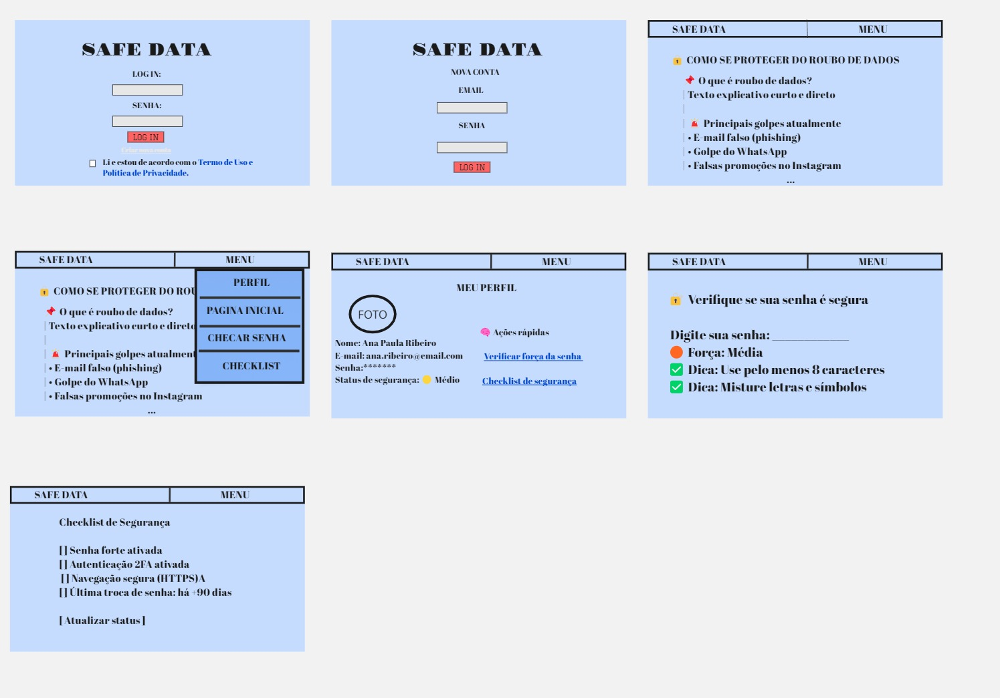 SAFE DATA
LOG IN:
SENHA:
LOG IN
Criar nova conta
Li e estou de acordo com o Termo de Uso e
Política de Privacidade.
SAFE DATA
NOVA CONTA
EMAIL
SENHA
LOG IN
SAFE DATA
MENU
COMO SE PROTEGER DO ROUBO DE DADOS
O que é roubo de dados?
| Texto explicativo curto e direto
|
| Principais golpes atualmente
| • E-mail falso (phishing)
| • Golpe do WhatsApp
| • Falsas promoções no Instagram
...
SAFE DATA
MENU
COMO SE PROTEGER DO ROU
O que é roubo de dados?
| Texto explicativo curto e direto
|
| Principais golpes atualment
| • E-mail falso (phishing)
| • Golpe do WhatsApp
| • Falsas promoções no Instagram
...
PERFIL
PAGINA INICIAL
CHECAR SENHA
CHECKLIST
SAFE DATA
MENU
MEU PERFIL
FOTO
Nome: Ana Paula Ribeiro
E-mail: ana.ribeiro@email.com
Senha:*******
Status de segurança: 🟡 Médio
🧠 Ações rápidas
Verificar força da senha
Checklist de segurança
SAFE DATA
MENU
🔒 Verifique se sua senha é segura
Digite sua senha: ____________
🟠 Força: Média
✅ Dica: Use pelo menos 8 caracteres
✅ Dica: Misture letras e símbolos
SAFE DATA
MENU
Checklist de Segurança
[ ] Senha forte ativada
[ ] Autenticação 2FA ativada
[ ] Navegação segura (HTTPS)A
[ ] Última troca de senha: há +90 dias
[ Atualizar status ]